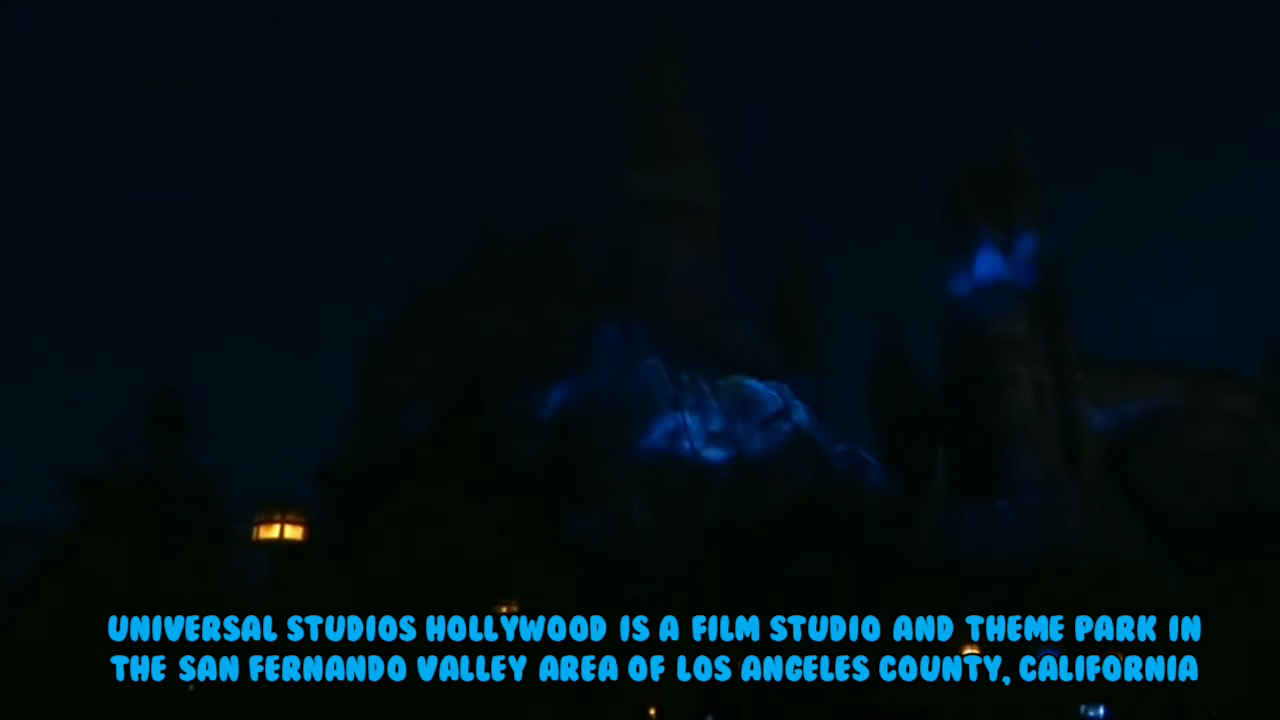 UNIVERSAL STUDIOS HOLLYWOOD IS A FILM STUDIO AND THEME PARK IN
THE SAN FERNANDO VALLEY AREA OF LOS ANGELES COUNTY, CALIFORNIA